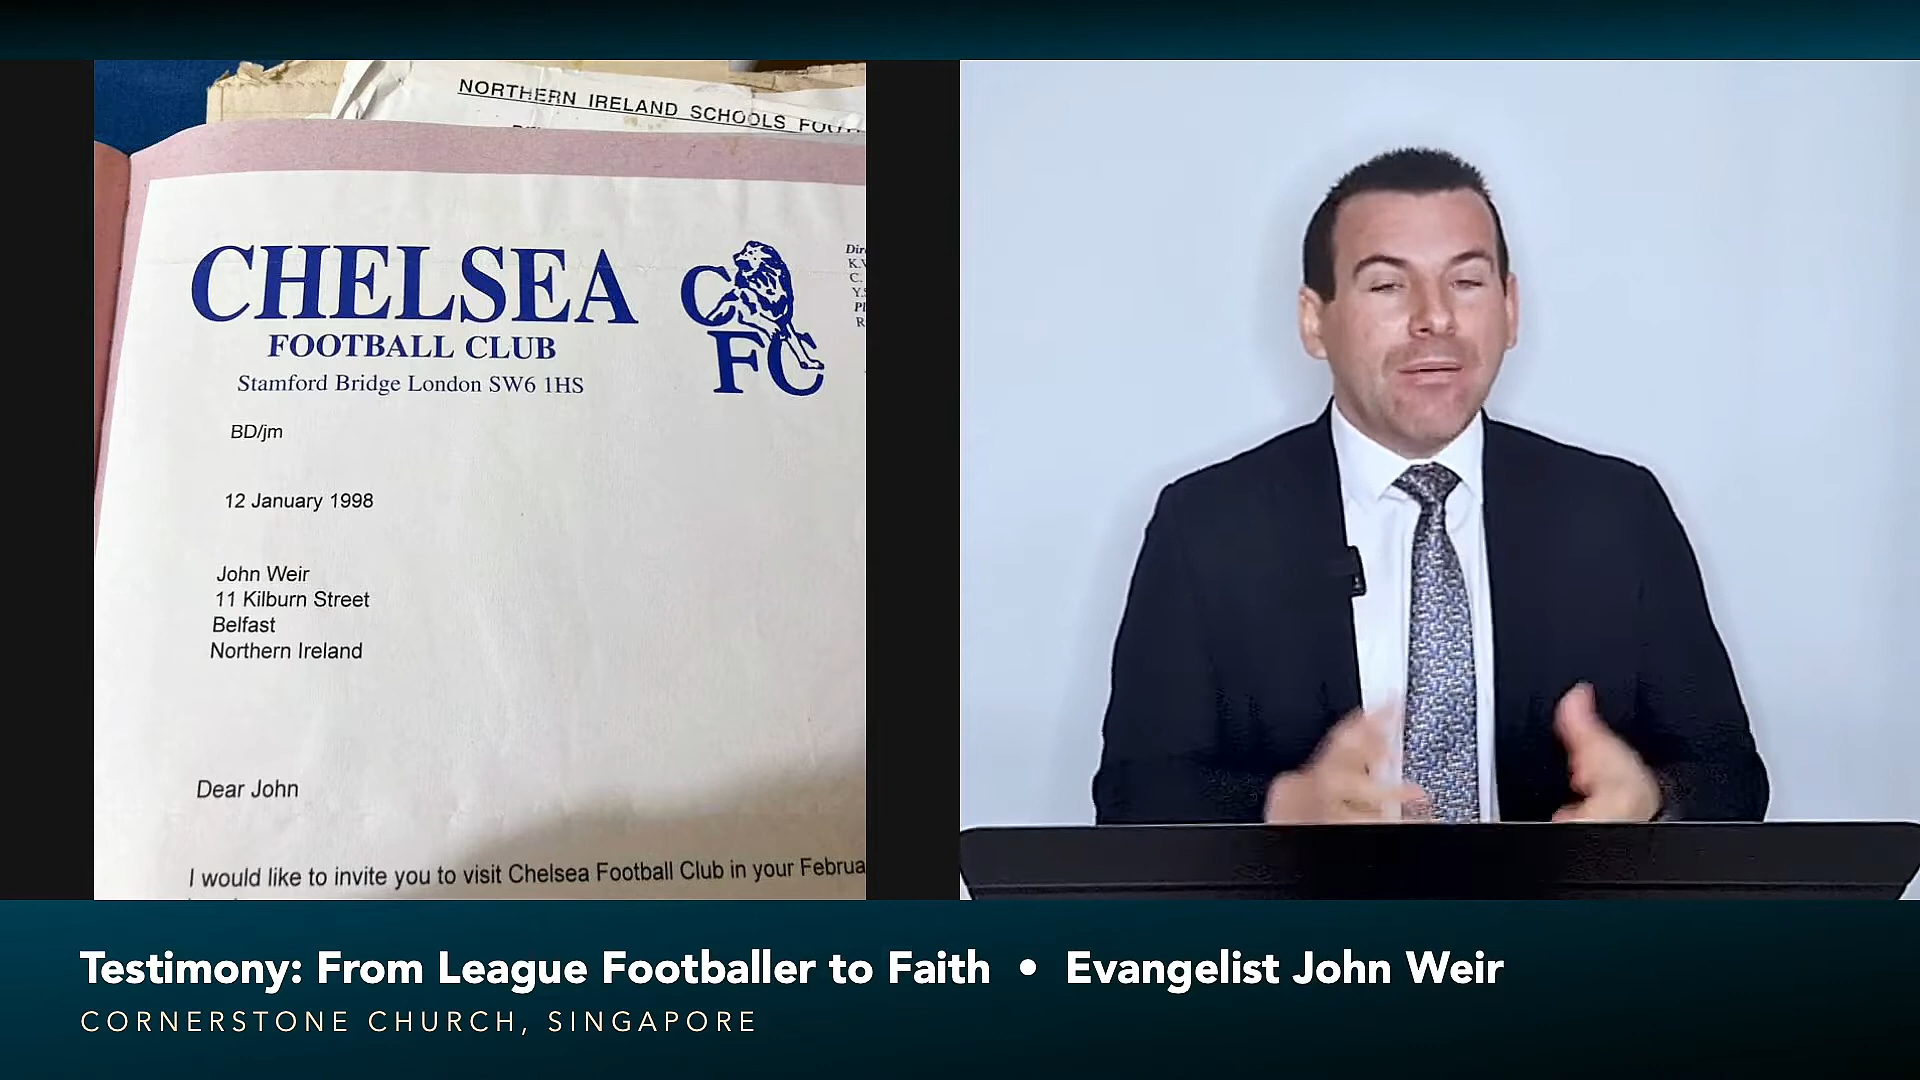 NORTHERN IRELAND SCHOOLS
CHELSEA
FOOTBALL CLUB
Stamford Bridge London SW6 1HS
CFC
BD/jm
12 January 1998
John Weir
11 Kilburn Street
Belfast
Northern Ireland
Dear John
I would like to invite you to visit Chelsea Football Club in your Februa
Testimony: From League Footballer to Faith • Evangelist John Weir
CORNERSTONE CHURCH, SINGAPORE